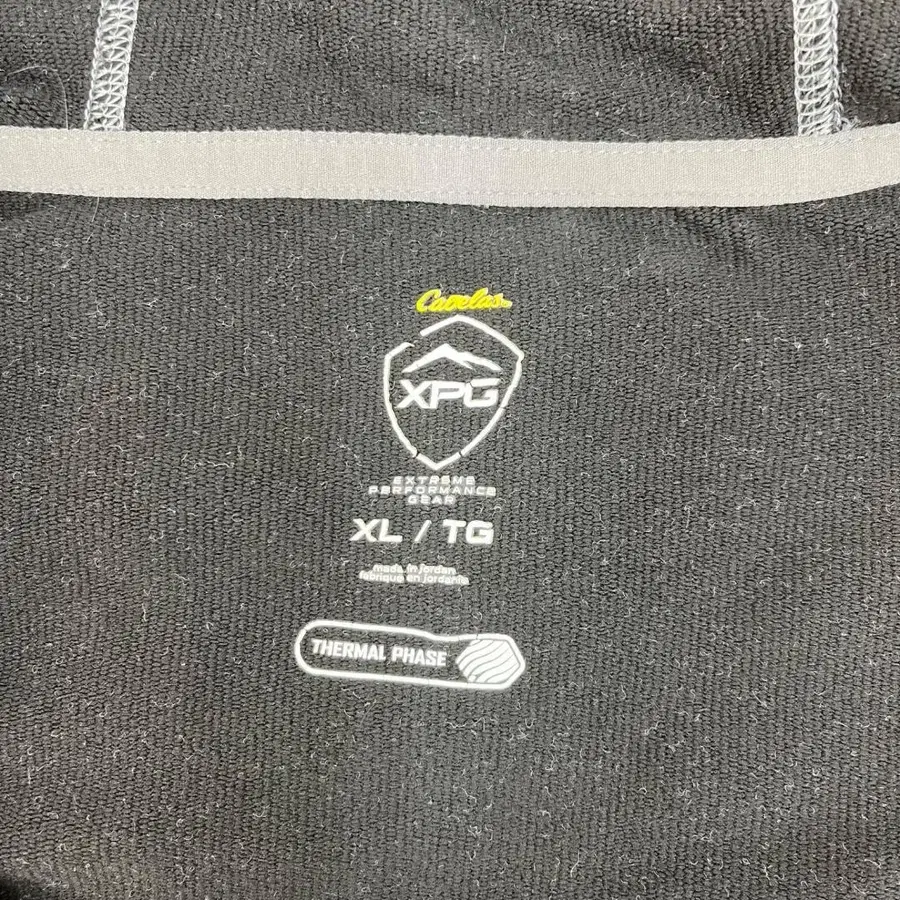 Cabelas
XPG
EXTREME
PERFORMANCE
GEAR
XL / TG
made in jordan
fabriqué en jordanie
THERMAL PHASE